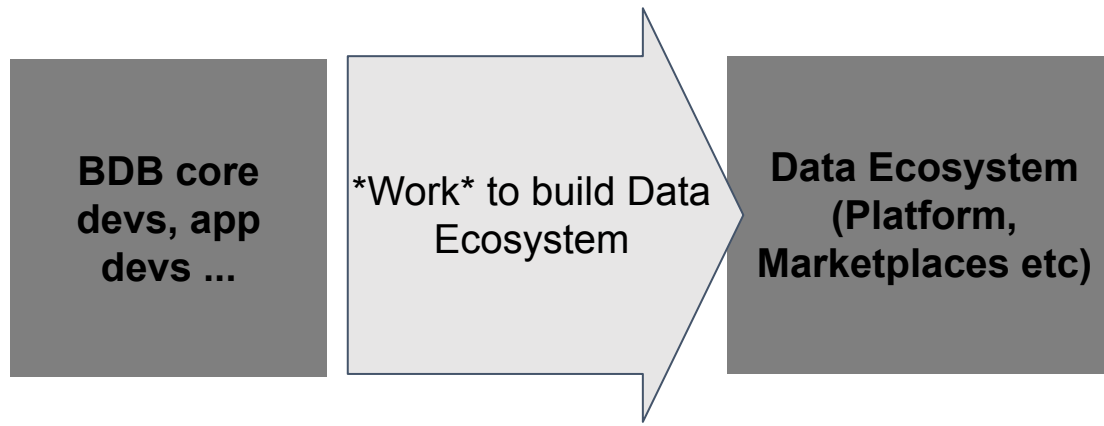 BDB core
devs, app
devs ...
*Work* to build Data
Ecosystem
Data Ecosystem
(Platform,
Marketplaces etc)